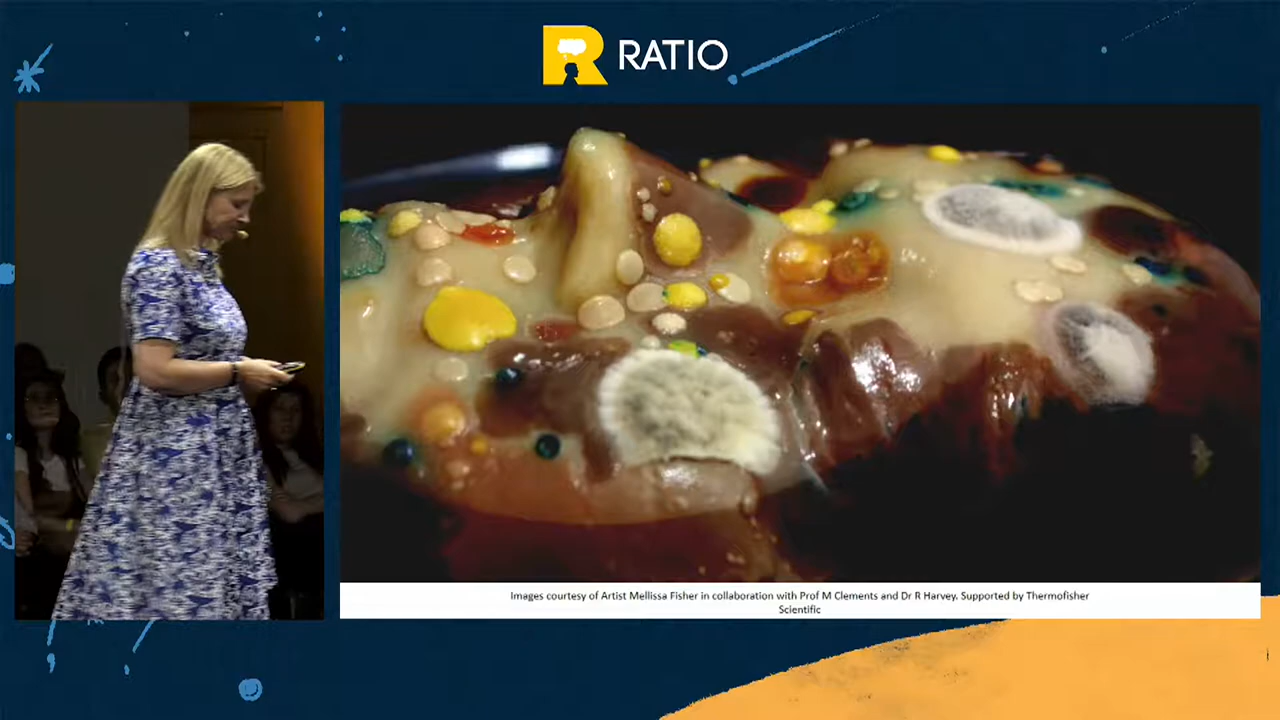 RATIO
Images courtesy of Artist Mellissa Fisher in collaboration with Prof M Clements and Dr R Harvey. Supported by Thermofisher
Scientific